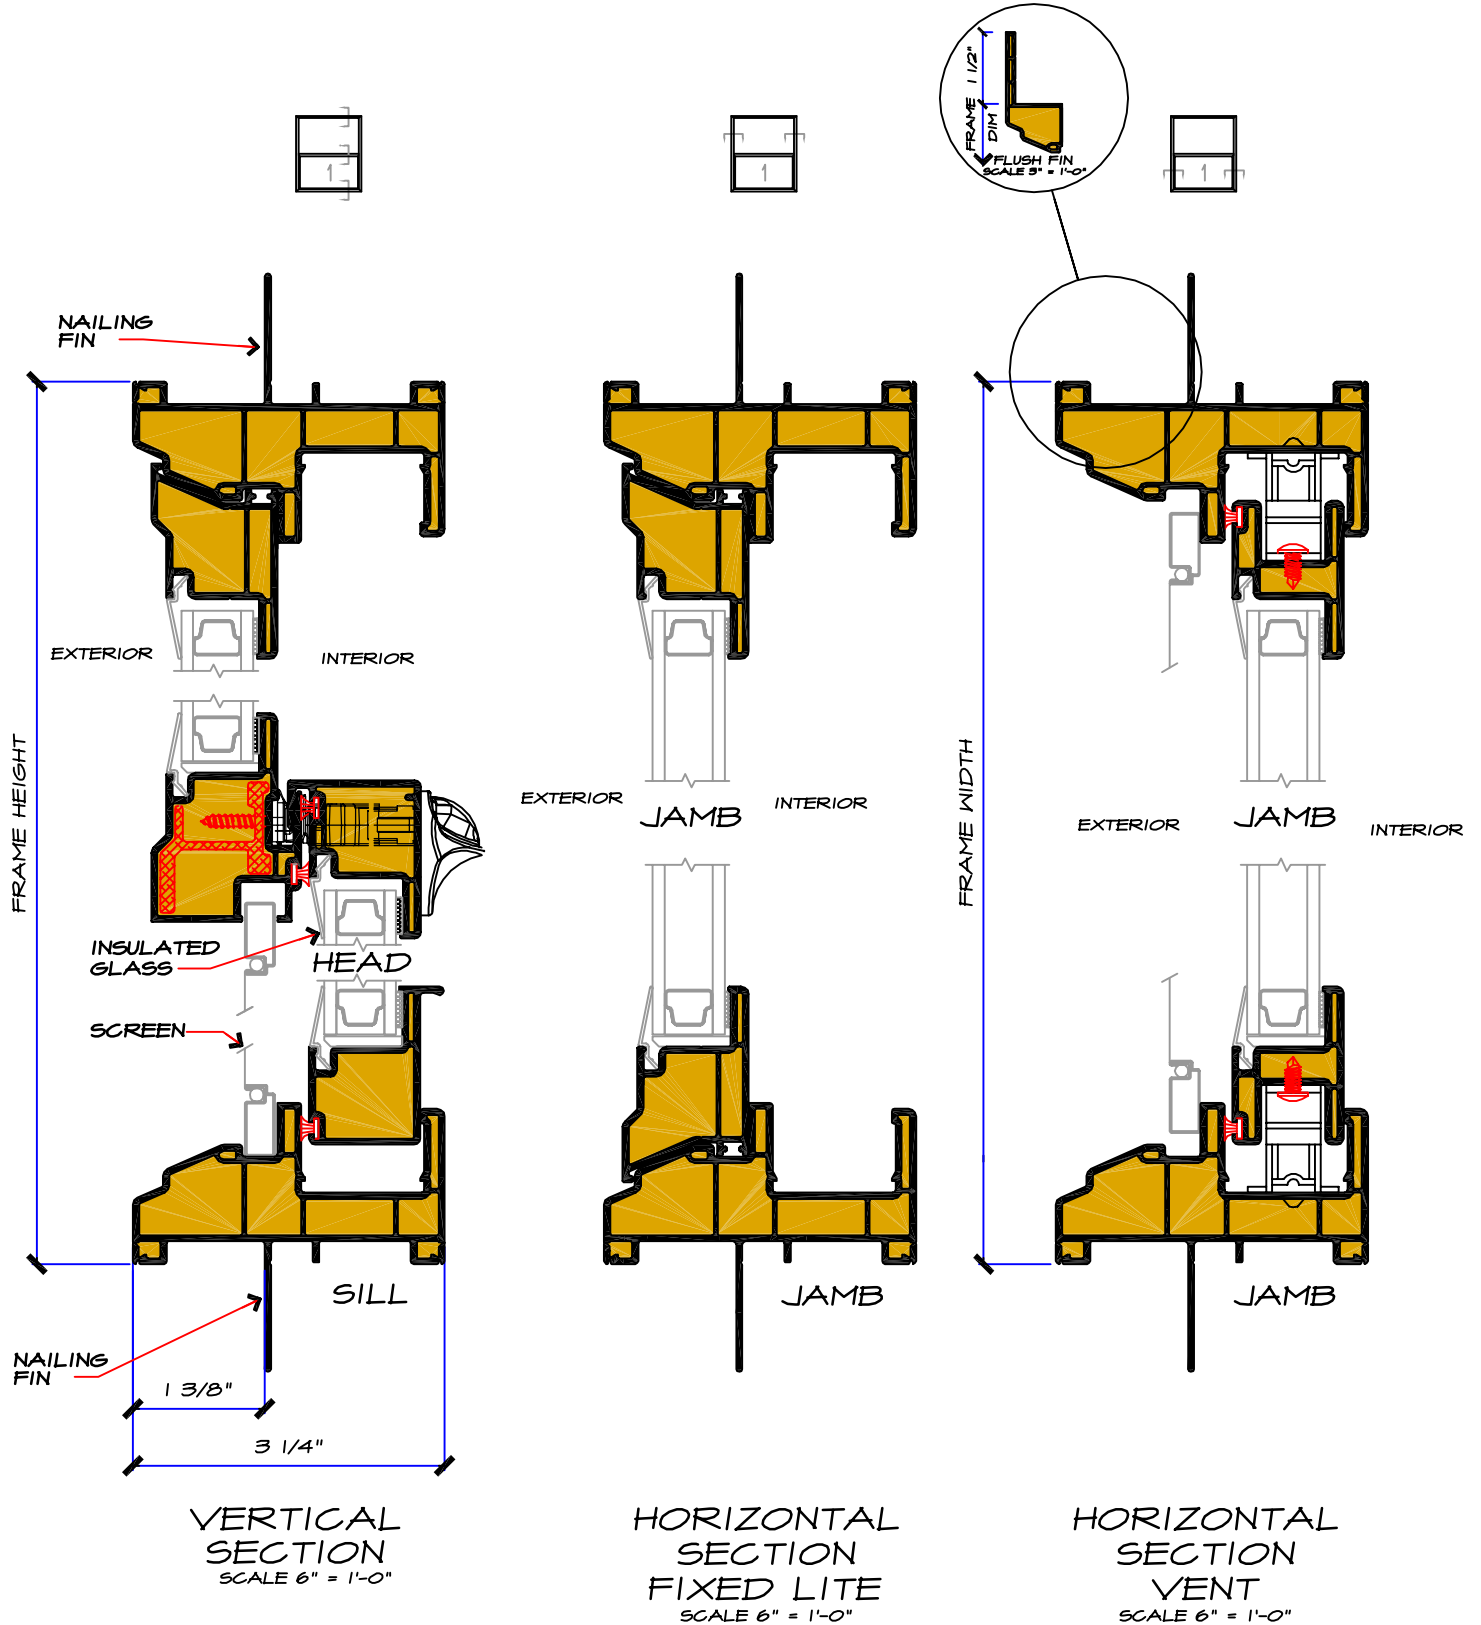 1 1/2"
FRAME
DIM
FLUSH FIN
SCALE 3" = 1'-0"
1
1
1
NAILING
FIN
EXTERIOR
INTERIOR
FRAME HEIGHT
INSULATED
GLASS
HEAD
SCREEN
SILL
NAILING
FIN
1 3/8"
3 1/4"
VERTICAL
SECTION
SCALE 6" = 1'-0"
EXTERIOR
JAMB
INTERIOR
JAMB
HORIZONTAL
SECTION
FIXED LITE
SCALE 6" = 1'-0"
FRAME WIDTH
EXTERIOR
JAMB
INTERIOR
JAMB
HORIZONTAL
SECTION
VENT
SCALE 6" = 1'-0"